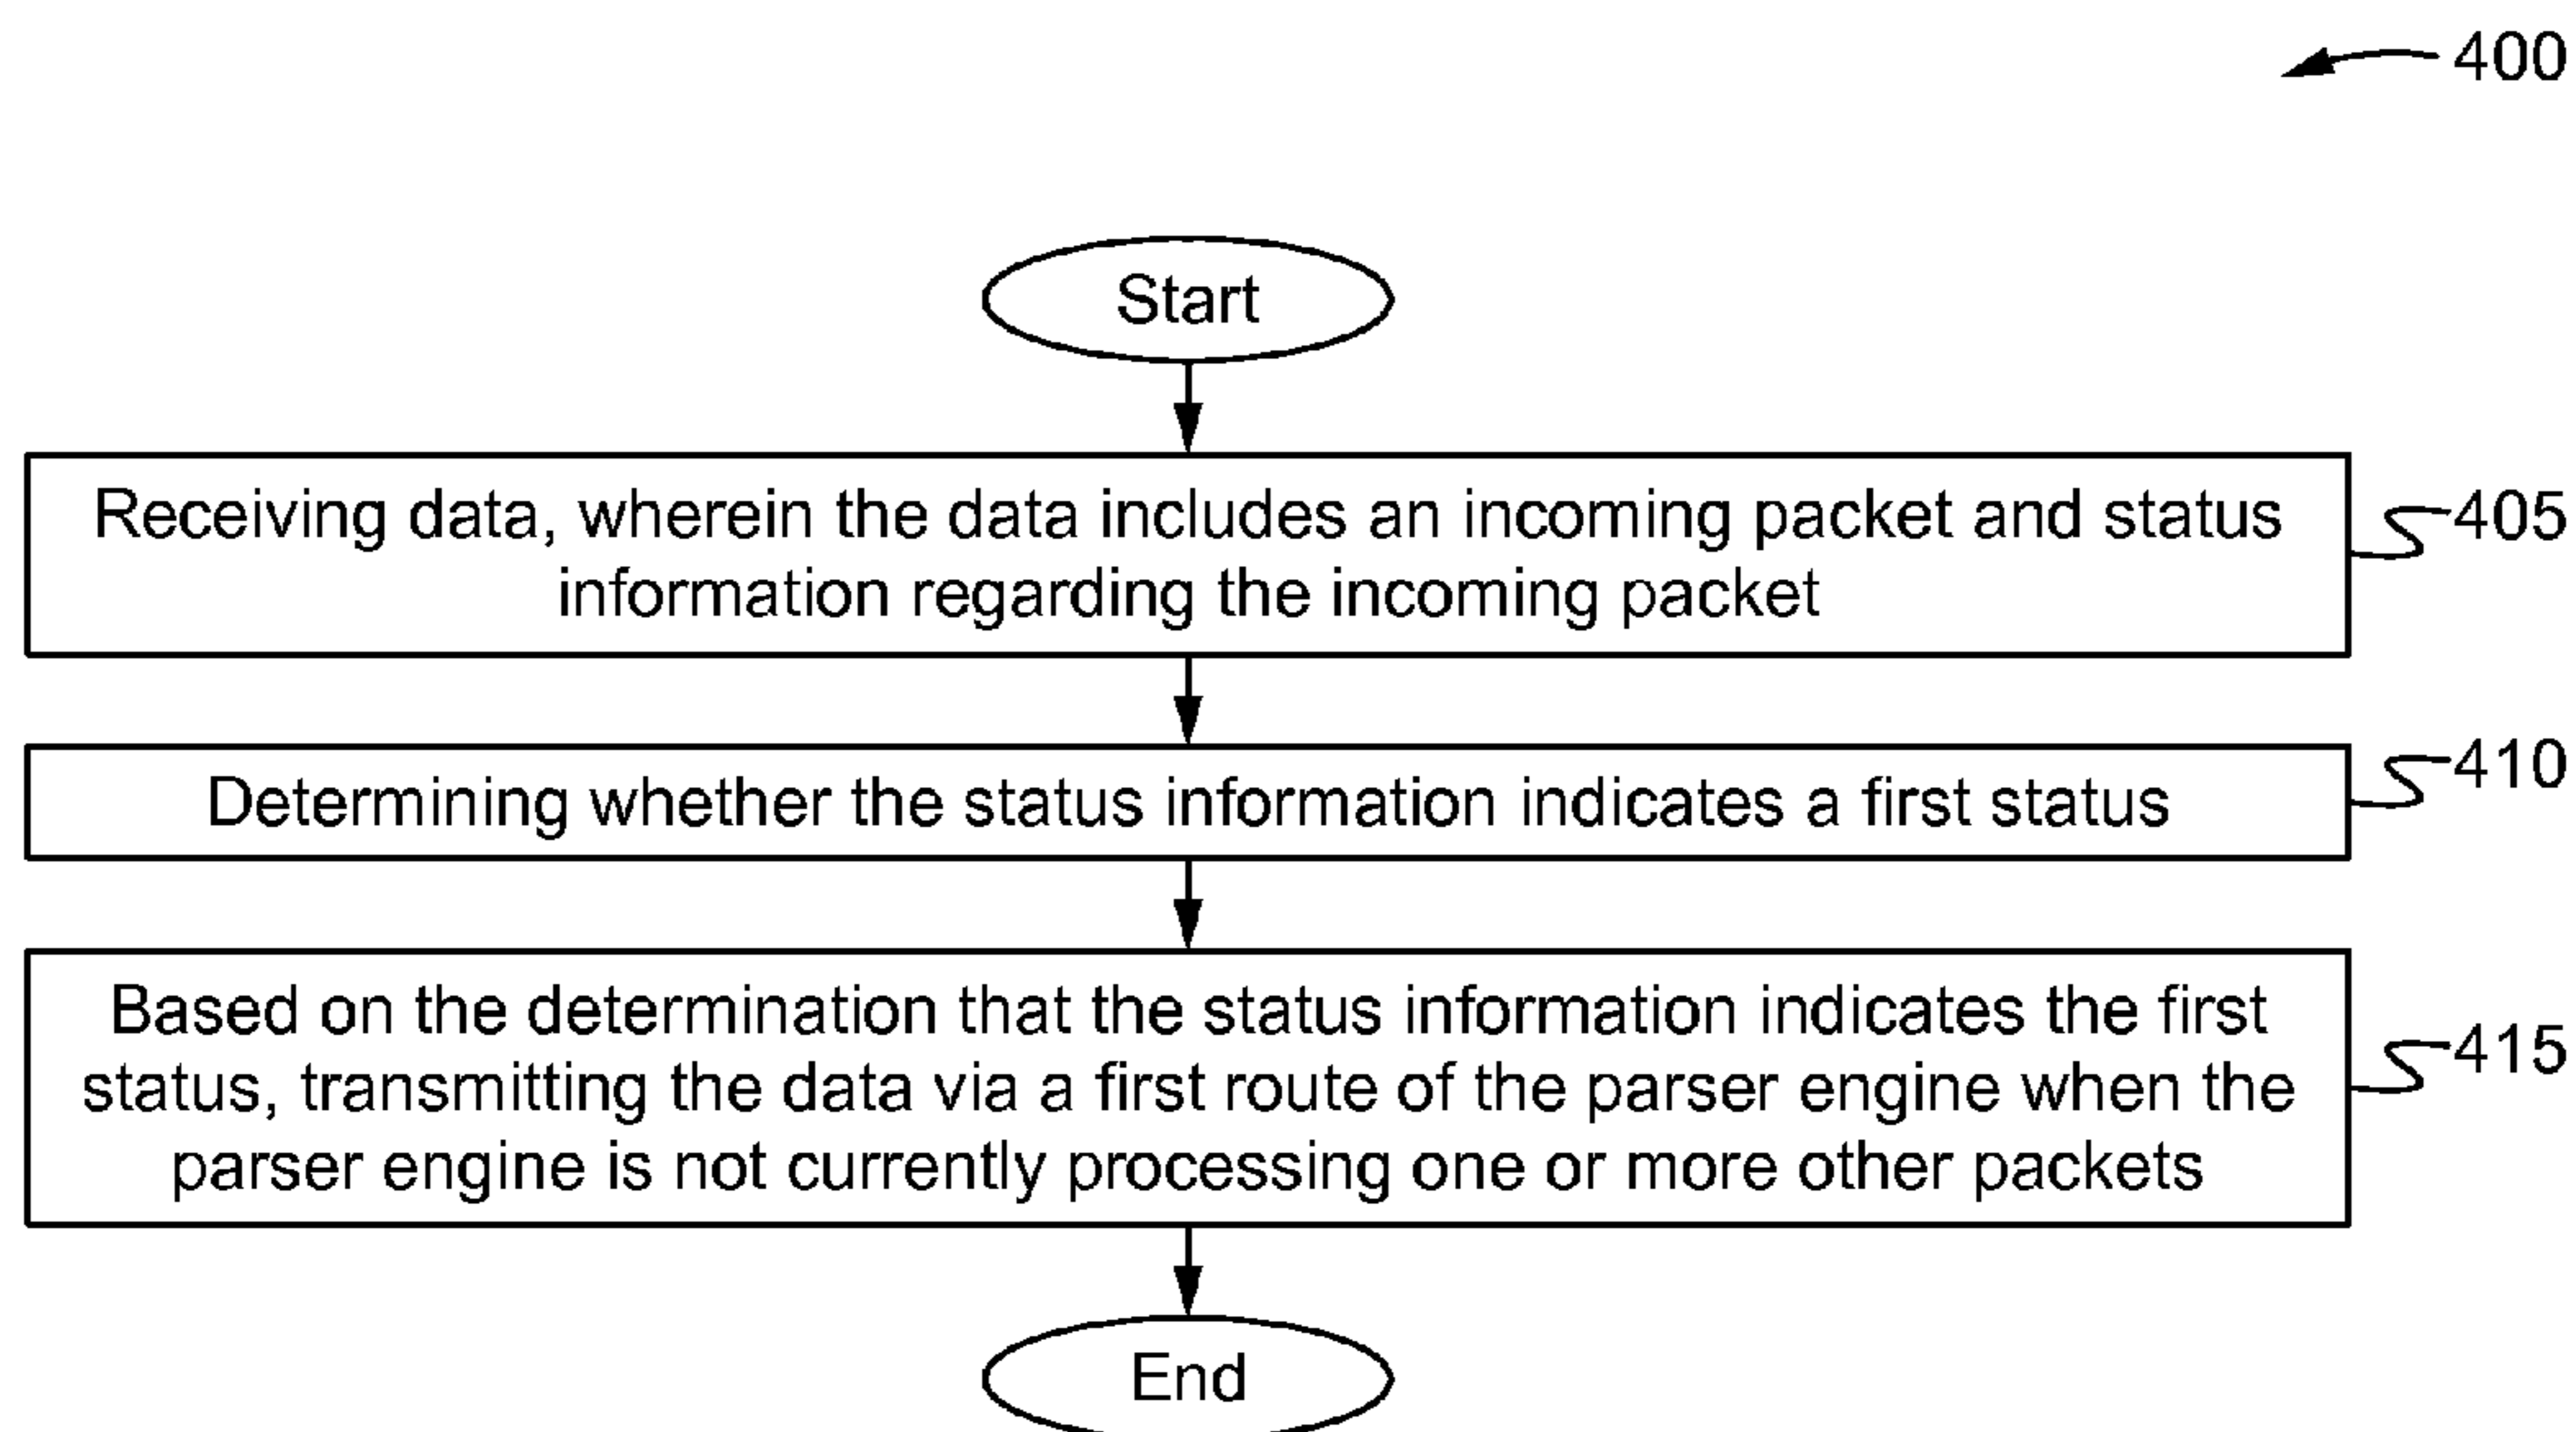 400
Start
Receiving data, wherein the data includes an incoming packet and status
information regarding the incoming packet
405
Determining whether the status information indicates a first status
410
Based on the determination that the status information indicates the first
status, transmitting the data via a first route of the parser engine when the
parser engine is not currently processing one or more other packets
415
End